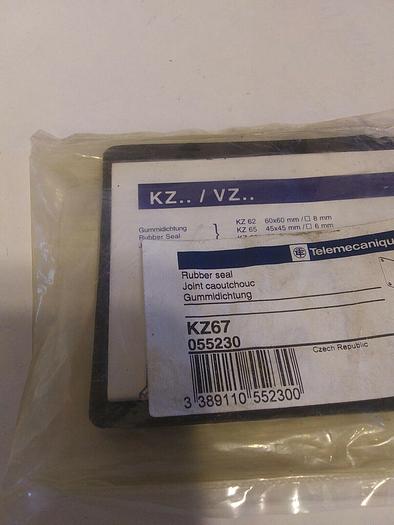 KZ.. / VZ..
Gummidichtung
Rubber Seal
KZ 62 60x60 mm / □ 8 mm
KZ 65 45x45 mm / □ 6 mm
Telemecanique
Rubber seal
Joint caoutchouc
Gummidichtung
KZ67
055230
Czech Republic
3 389110 552300